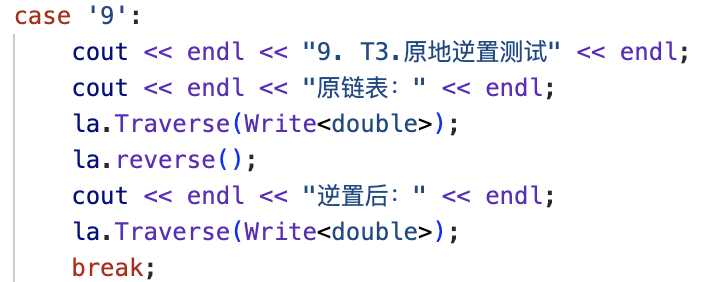 case '9':
    cout << endl << "9. T3.原地逆置测试" << endl;
    cout << endl << "原链表：" << endl;
    la.Traverse(Write<double>);
    la.reverse();
    cout << endl << "逆置后：" << endl;
    la.Traverse(Write<double>);
    break;